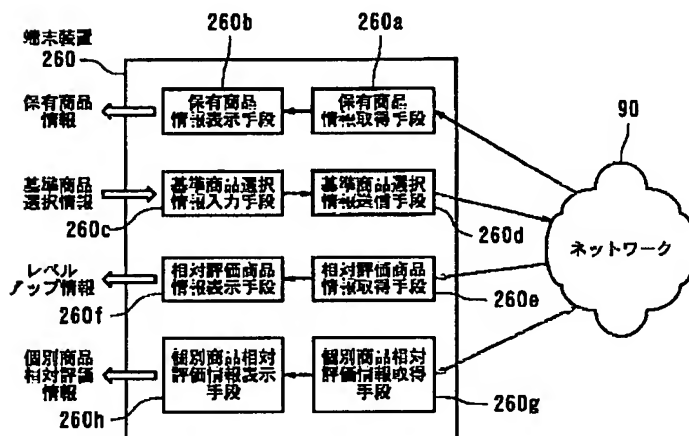 260b
260a
端末装置
260
保有商品
情報
保有商品
情報表示手段
保有商品
情報取得手段
90
基準商品
選択情報
基準商品選択
情報入力手段
基準商品選択
情報送信手段
260c
260d
ネットワーク
レベル
アップ情報
相対評価商品
情報表示手段
相対評価商品
情報取得手段
260f
260e
個別商品
相対評価
情報
個別商品相対
評価情報表示
手段
個別商品相対
評価情報取得
手段
260h
260g